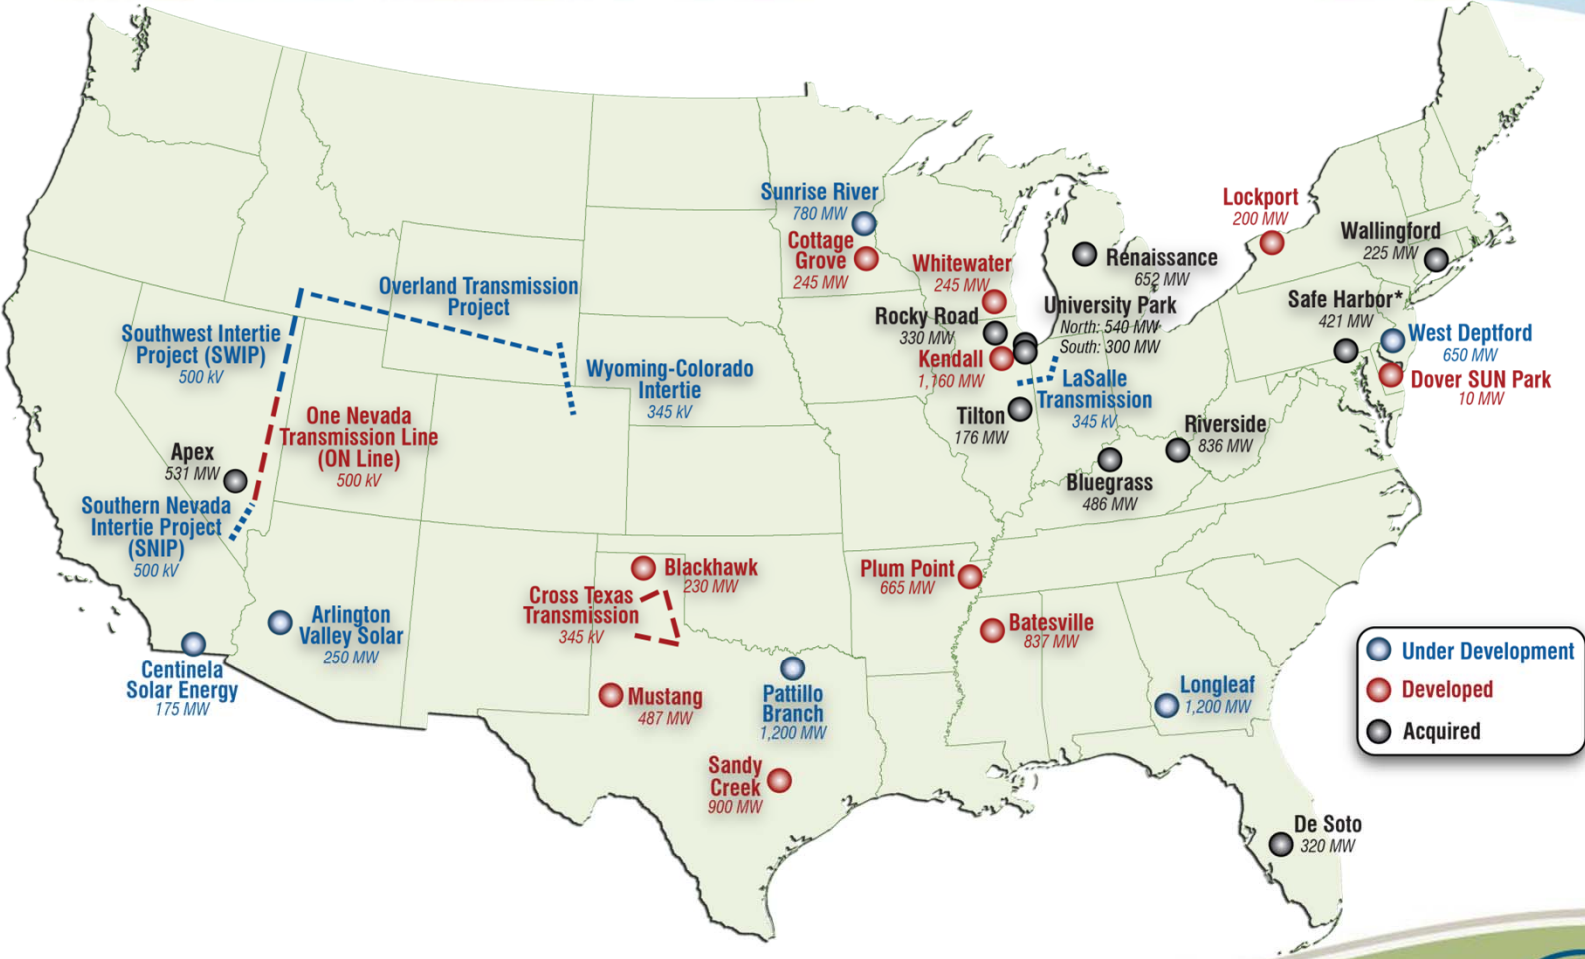 Sunrise River
780 MW
Cottage
Grove
245 MW
Whitewater
245 MW
Rocky Road
330 MW
Kendall
1,160 MW
Tilton
176 MW
Renaissance
652 MW
University Park
North: 540 MW
South: 300 MW
LaSalle
Transmission
345 kV
Lockport
200 MW
Wallingford
225 MW
Safe Harbor*
421 MW
West Deptford
650 MW
Dover SUN Park
10 MW
Riverside
836 MW
Bluegrass
486 MW
Overland Transmission
Project
Southwest Intertie
Project (SWIP)
500 kV
Wyoming-Colorado
Intertie
345 kV
One Nevada
Transmission Line
(ON Line)
500 kV
Apex
531 MW
Southern Nevada
Intertie Project
(SNIP)
500 kV
Arlington
Valley Solar
250 MW
Centinela
Solar Energy
175 MW
Blackhawk
230 MW
Cross Texas
Transmission
345 kV
Mustang
487 MW
Pattillo
Branch
1,200 MW
Sandy
Creek
900 MW
Plum Point
665 MW
Batesville
837 MW
Longleaf
1,200 MW
De Soto
320 MW
Under Development
Developed
Acquired